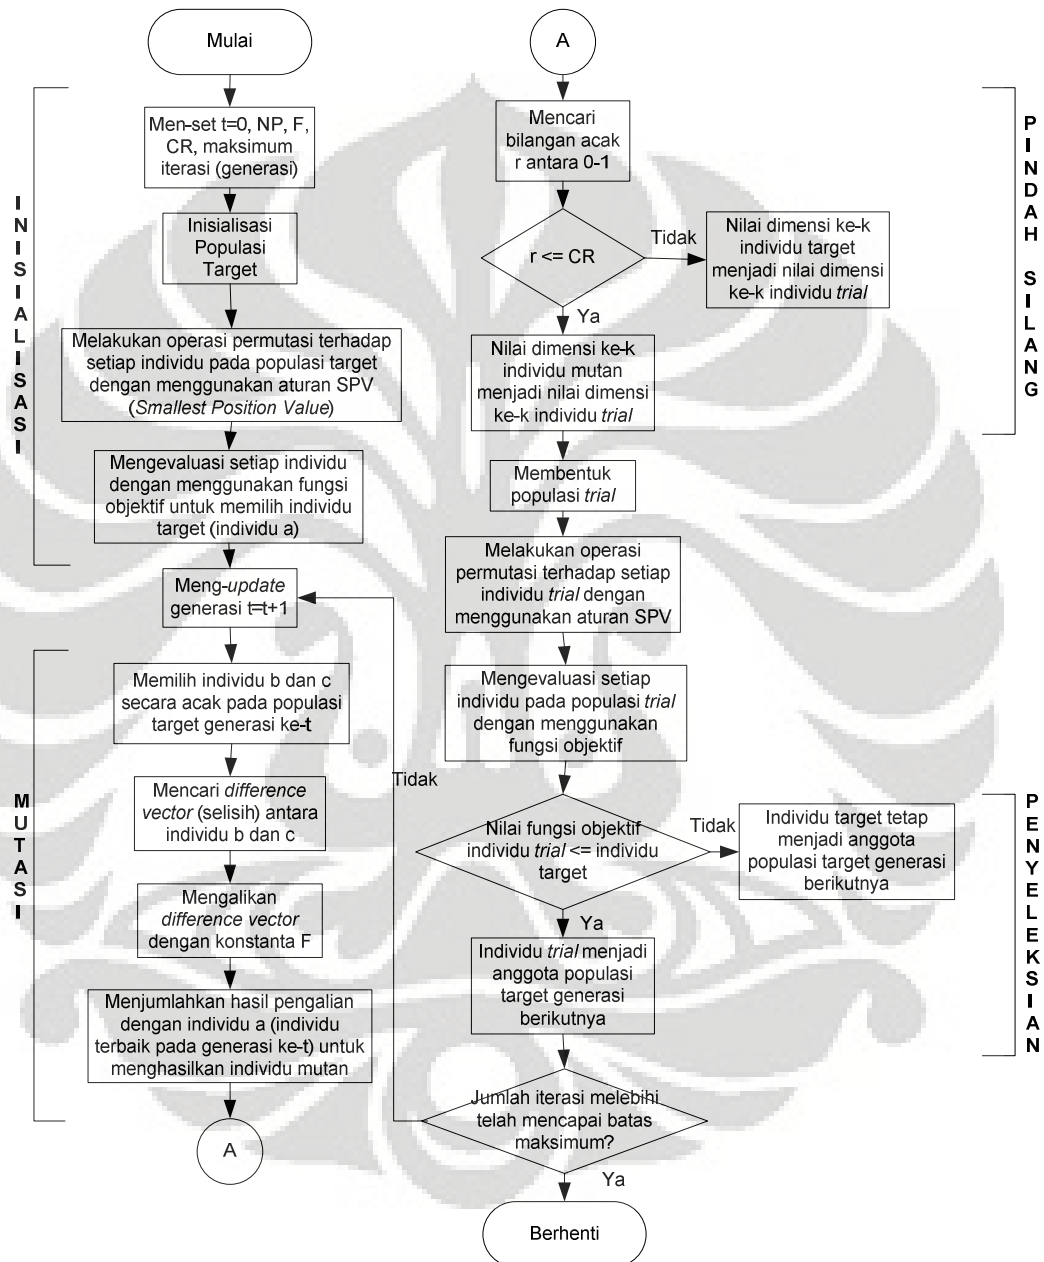 Mulai
Men-set t=0, NP, F,
CR, maksimum
iterasi (generasi)
Inisialisasi
Populasi
Target
Melakukan operasi permutasi terhadap
setiap individu pada populasi target
dengan menggunakan aturan SPV
(Smallest Position Value)
Mengevaluasi setiap individu
dengan menggunakan fungsi
objektif untuk memilih individu
target (individu a)
INISIALISASI
Meng-update
generasi t=t+1
Memilih individu b dan c
secara acak pada populasi
target generasi ke-t
Mencari difference
vector (selisih) antara
individu b dan c
Mengalikan
difference vector
dengan konstanta F
Menjumlahkan hasil pengalian
dengan individu a (individu
terbaik pada generasi ke-t) untuk
menghasilkan individu mutan
MUTASI
A
A
Mencari
bilangan acak
r antara 0-1
r <= CR
Tidak
Nilai dimensi ke-k
individu target
menjadi nilai dimensi
ke-k individu trial
Ya
Nilai dimensi ke-k
individu mutan
menjadi nilai dimensi
ke-k individu trial
PINDAH SILANG
Membentuk
populasi trial
Melakukan operasi
permutasi terhadap setiap
individu trial dengan
menggunakan aturan SPV
Mengevaluasi setiap
individu pada populasi trial
dengan menggunakan
fungsi objektif
Nilai fungsi objektif
individu trial <= individu
target
Tidak
Individu target tetap
menjadi anggota
populasi target generasi
berikutnya
Ya
Individu trial menjadi
anggota populasi
target generasi
berikutnya
PENYELEKSIAN
Jumlah iterasi melebihi
telah mencapai batas
maksimum?
Tidak
Ya
Berhenti